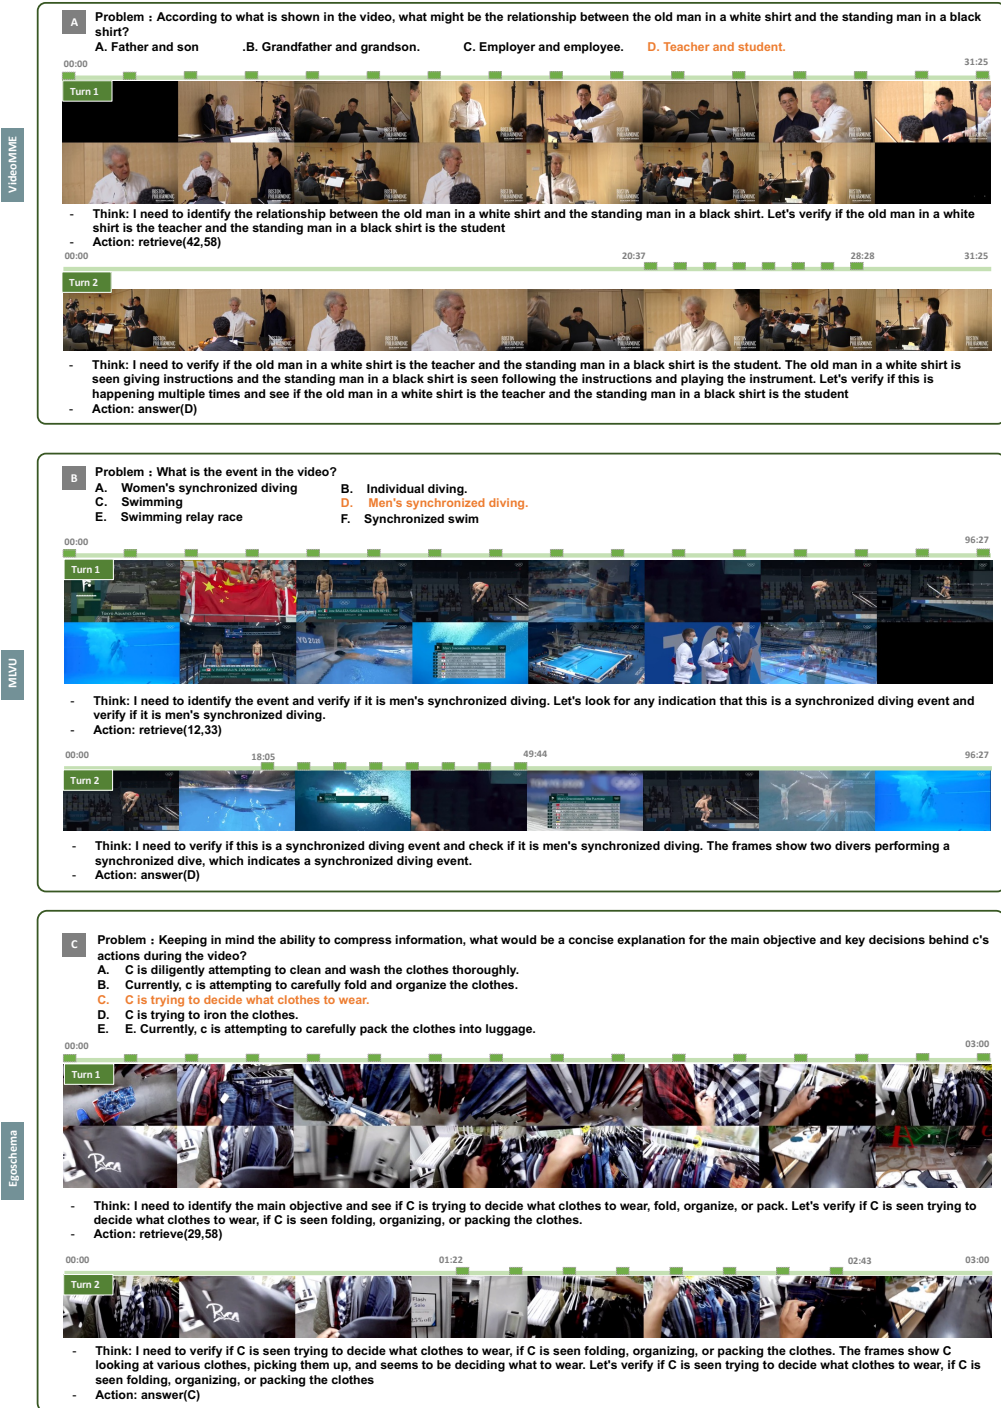 A
Problem : According to what is shown in the video, what might be the relationship between the old man in a white shirt and the standing man in a black
shirt?
A. Father and son .B. Grandfather and grandson. C. Employer and employee. D. Teacher and student.
00:00 31:25
Turn 1
VideoMME
- Think: I need to identify the relationship between the old man in a white shirt and the standing man in a black shirt. Let's verify if the old man in a white
shirt is the teacher and the standing man in a black shirt is the student
- Action: retrieve(42,58)
00:00 20:37 28:28 31:25
Turn 2
- Think: I need to verify if the old man in a white shirt is the teacher and the standing man in a black shirt is the student. The old man in a white shirt is
seen giving instructions and the standing man in a black shirt is seen following the instructions and playing the instrument. Let's verify if this is
happening multiple times and see if the old man in a white shirt is the teacher and the standing man in a black shirt is the student
- Action: answer(D)
B
Problem : What is the event in the video?
A. Women's synchronized diving B. Individual diving.
C. Swimming D. Men's synchronized diving.
E. Swimming relay race F. Synchronized swim
00:00 96:27
Turn 1
MLVU
- Think: I need to identify the event and verify if it is men's synchronized diving. Let's look for any indication that this is a synchronized diving event and
verify if it is men's synchronized diving.
- Action: retrieve(12,33)
00:00 18:05 49:44 96:27
Turn 2
- Think: I need to verify if this is a synchronized diving event and check if it is men's synchronized diving. The frames show two divers performing a
synchronized dive, which indicates a synchronized diving event.
- Action: answer(D)
C
Problem : Keeping in mind the ability to compress information, what would be a concise explanation for the main objective and key decisions behind c's
actions during the video?
A. C is diligently attempting to clean and wash the clothes thoroughly.
B. Currently, c is attempting to carefully fold and organize the clothes.
C. C is trying to decide what clothes to wear.
D. C is trying to iron the clothes.
E. E. Currently, c is attempting to carefully pack the clothes into luggage.
00:00 03:00
Turn 1
Egoschema
- Think: I need to identify the main objective and see if C is trying to decide what clothes to wear, fold, organize, or pack. Let's verify if C is seen trying to
decide what clothes to wear, if C is seen folding, organizing, or packing the clothes.
- Action: retrieve(29,58)
00:00 01:22 02:43 03:00
Turn 2
- Think: I need to verify if C is seen trying to decide what clothes to wear, if C is seen folding, organizing, or packing the clothes. The frames show C
looking at various clothes, picking them up, and seems to be deciding what to wear. Let's verify if C is seen trying to decide what clothes to wear, if C is
seen folding, organizing, or packing the clothes
- Action: answer(C)